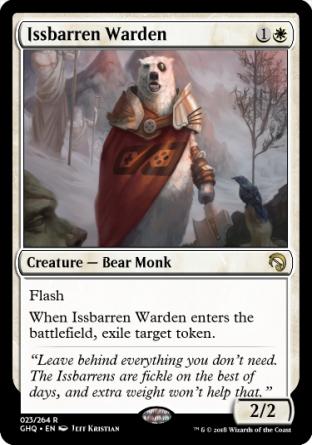 Issbarren Warden 1
Creature — Bear Monk
Flash
When Issbarren Warden enters the
battlefield, exile target token.
“Leave behind everything you don’t need.
The Issbarrens are fickle on the best of
days, and extra weight won’t help that.”
2/2
023/264 R
GHQ • EN Jeff Kristian
™ & © 2018 Wizards of the Coast